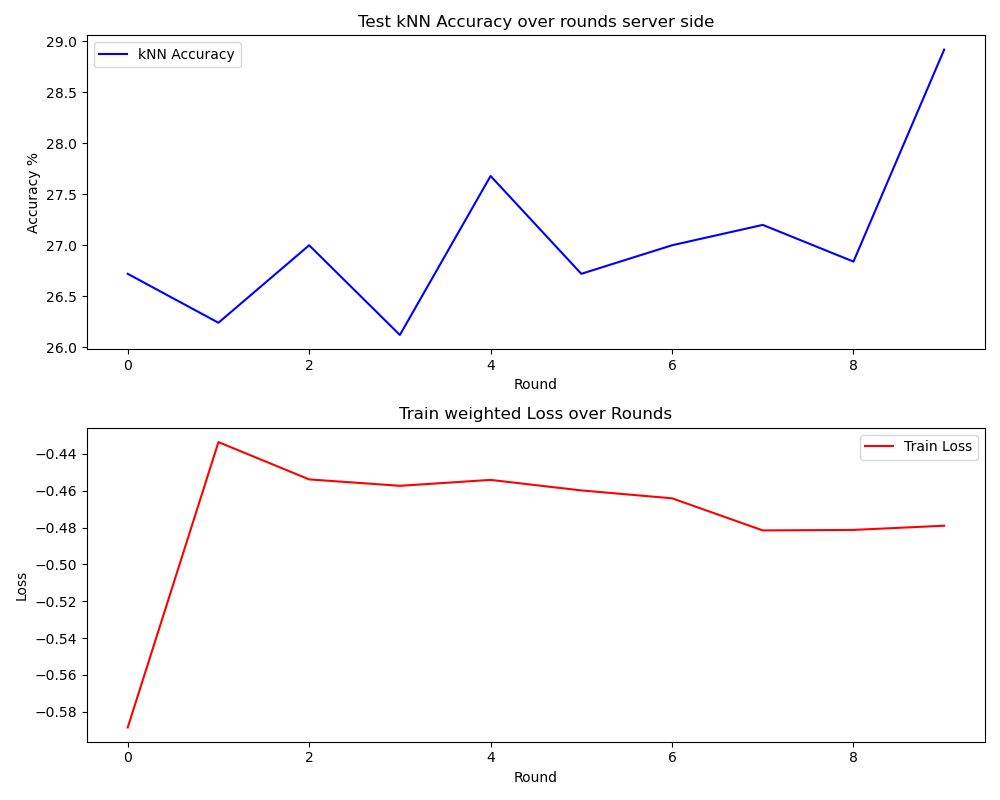 Test kNN Accuracy over rounds server side
kNN Accuracy
Accuracy %
29.0
28.5
28.0
27.5
27.0
26.5
26.0
0 2 4 6 8
Round
Train weighted Loss over Rounds
Train Loss
Loss
−0.44
−0.46
−0.48
−0.50
−0.52
−0.54
−0.56
−0.58
0 2 4 6 8
Round